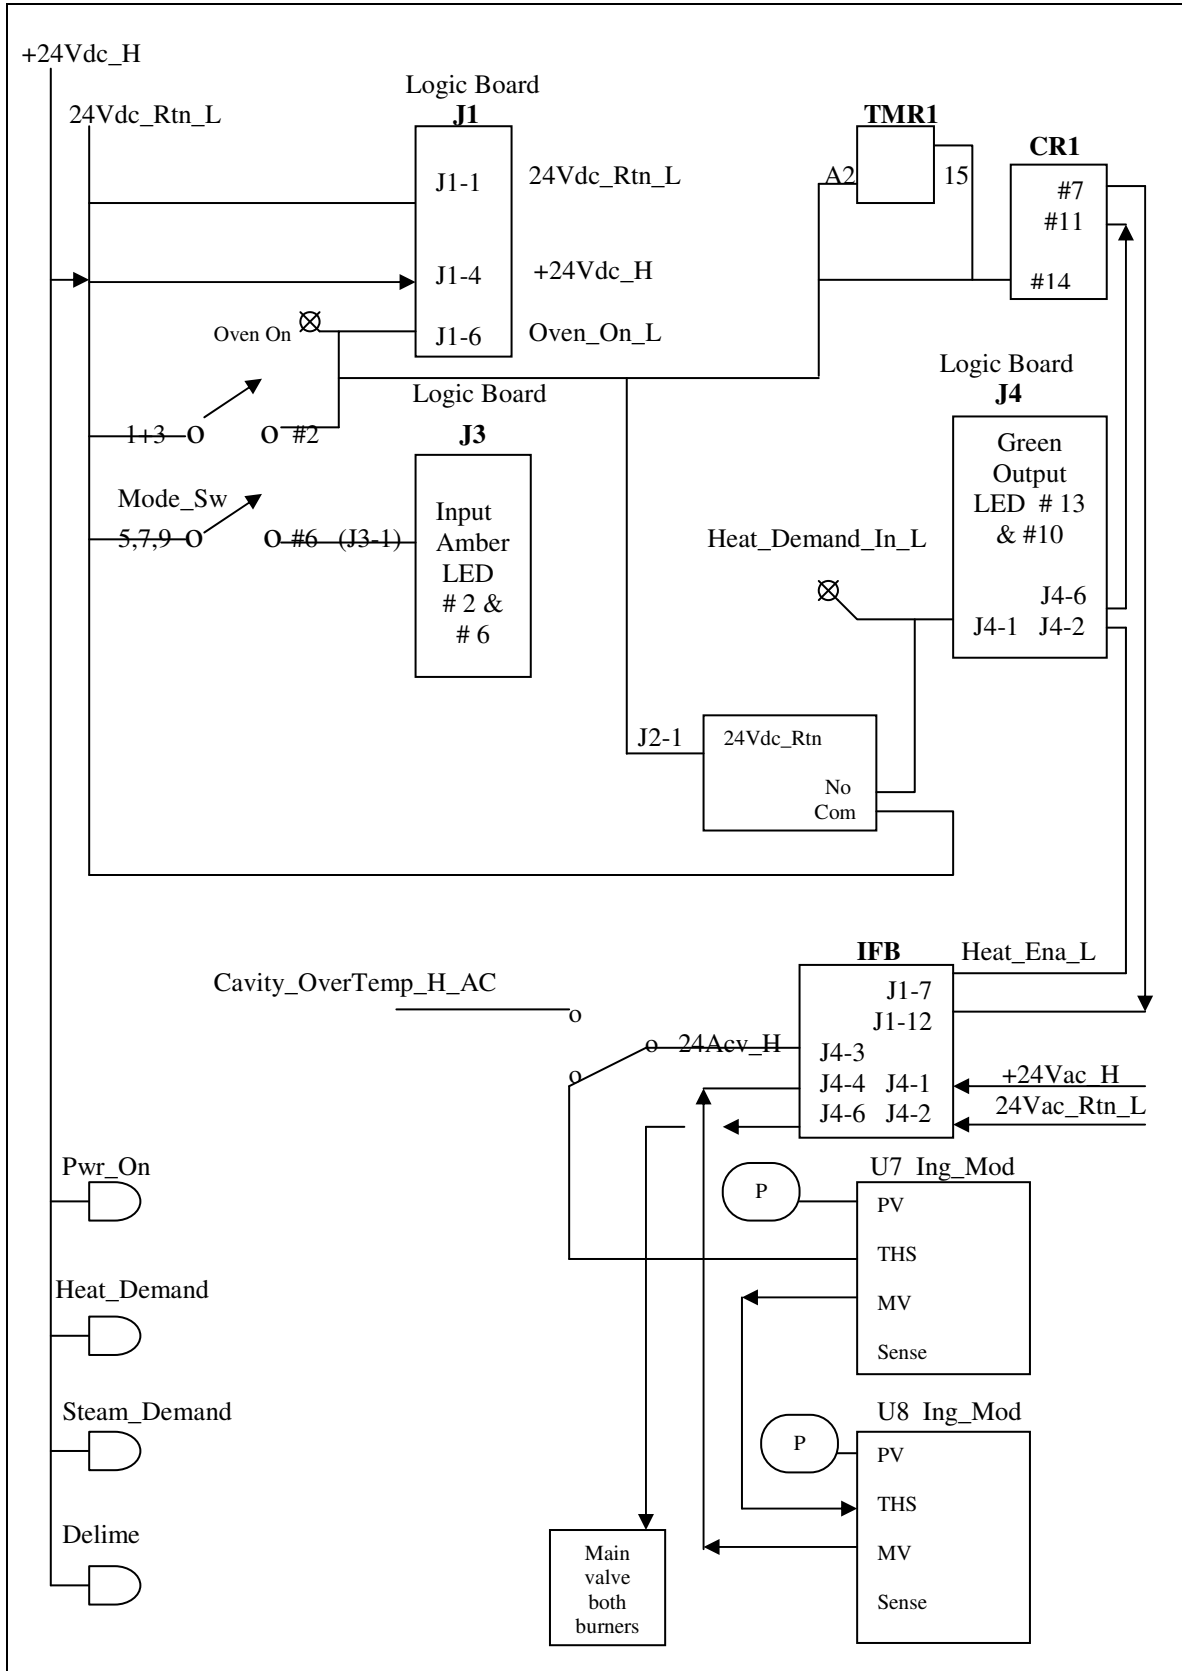 +24Vdc_H
24Vdc_Rtn_L
Logic Board
J1
J1-1
24Vdc_Rtn_L
J1-4
+24Vdc_H
Oven On
J1-6
Oven_On_L
TMR1
A2
15
CR1
#7
#11
#14
1+3
o
O
#2
Mode_Sw
5,7,9
o
o
#6
(J3-1)
Logic Board
J3
Input
Amber
LED
# 2 &
# 6
Logic Board
J4
Green
Output
LED # 13
& #10
J4-6
J4-1 J4-2
Heat_Demand_In_L
J2-1
24Vdc_Rtn
No
Com
IFB
Heat_Ena_L
J1-7
J1-12
J4-3
J4-4 J4-1
J4-6 J4-2
+24Vac_H
24Vac_Rtn_L
Cavity_OverTemp_H_AC
o
o
24Acv_H
o
Pwr_On
Heat_Demand
Steam_Demand
Delime
U7 Ing_Mod
P
PV
THS
MV
Sense
U8 Ing_Mod
P
PV
THS
MV
Sense
Main
valve
both
burners